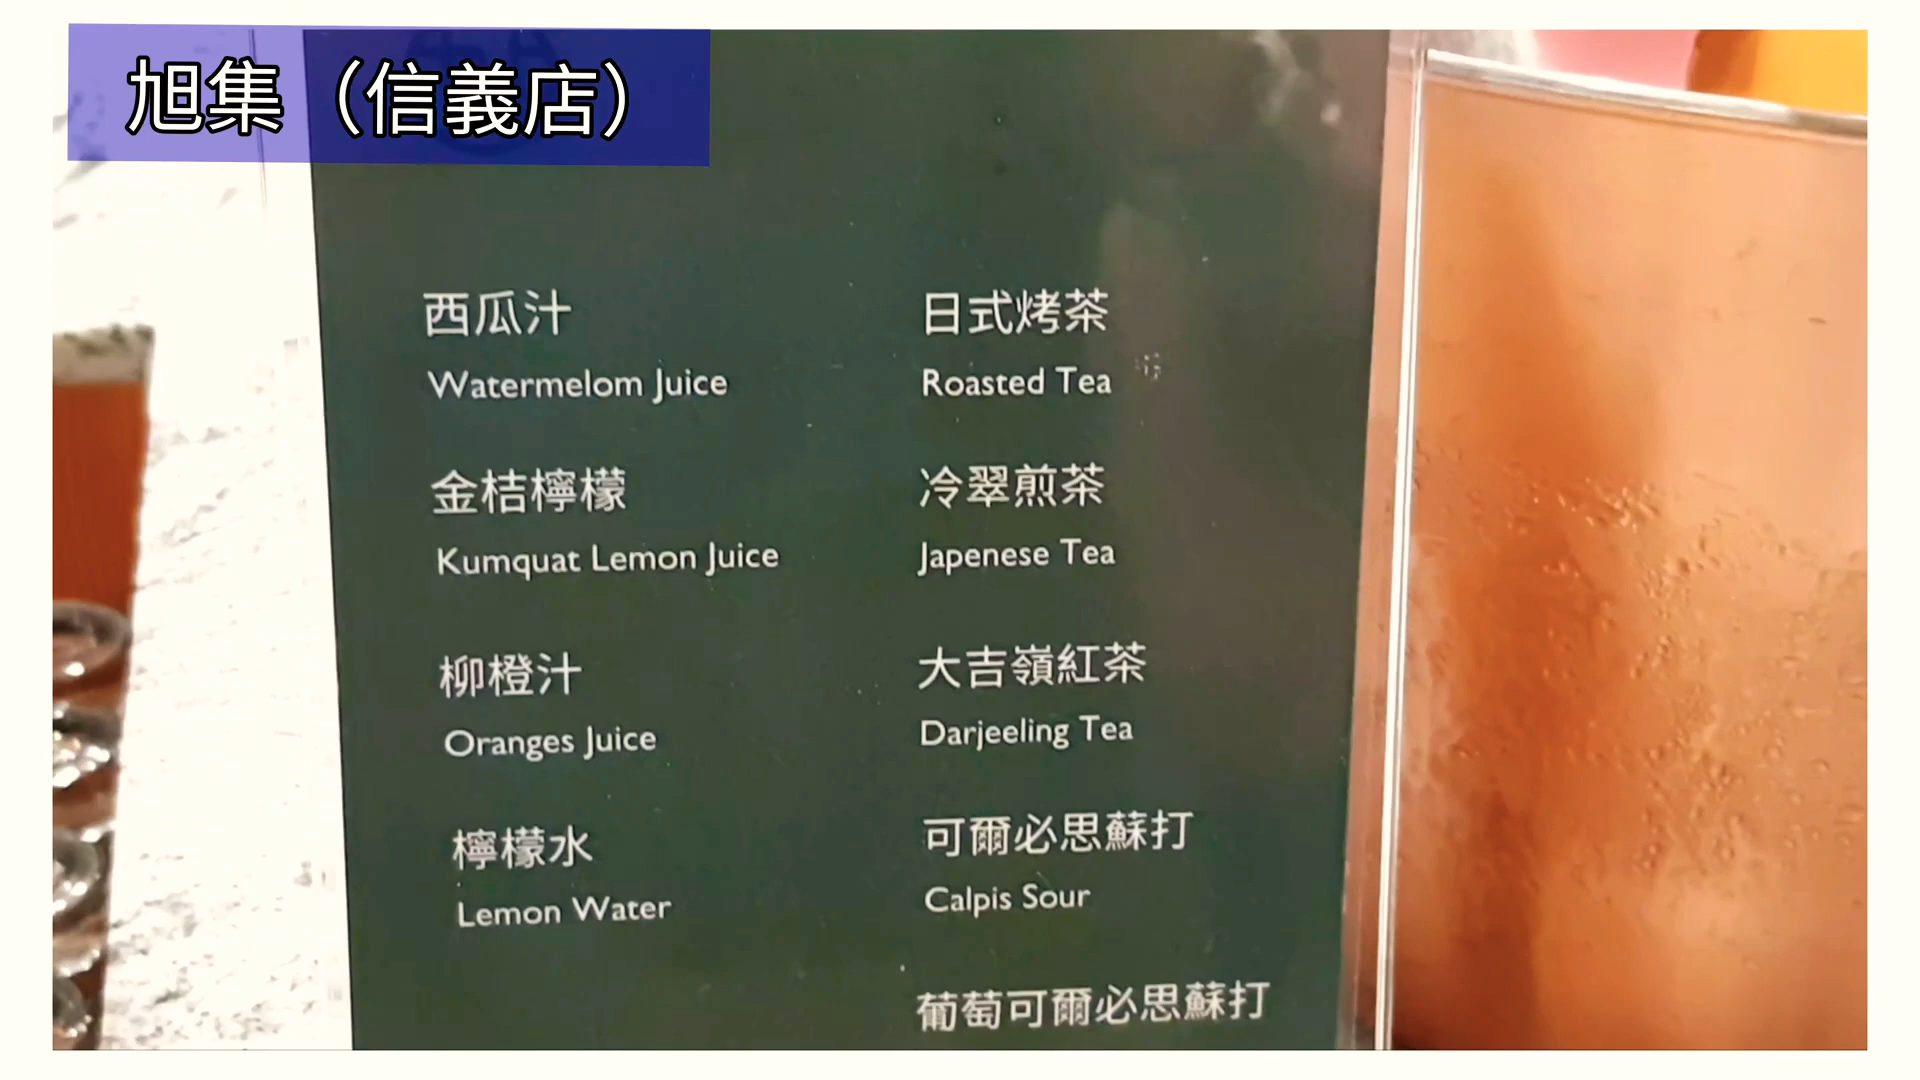 旭集（信義店）
西瓜汁
Watermelom Juice
金桔檸檬
Kumquat Lemon Juice
柳橙汁
Oranges Juice
檸檬水
Lemon Water
日式烤茶
Roasted Tea
冷翠煎茶
Japenese Tea
大吉嶺紅茶
Darjeeling Tea
可爾必思蘇打
Calpis Sour
葡萄可爾必思蘇打